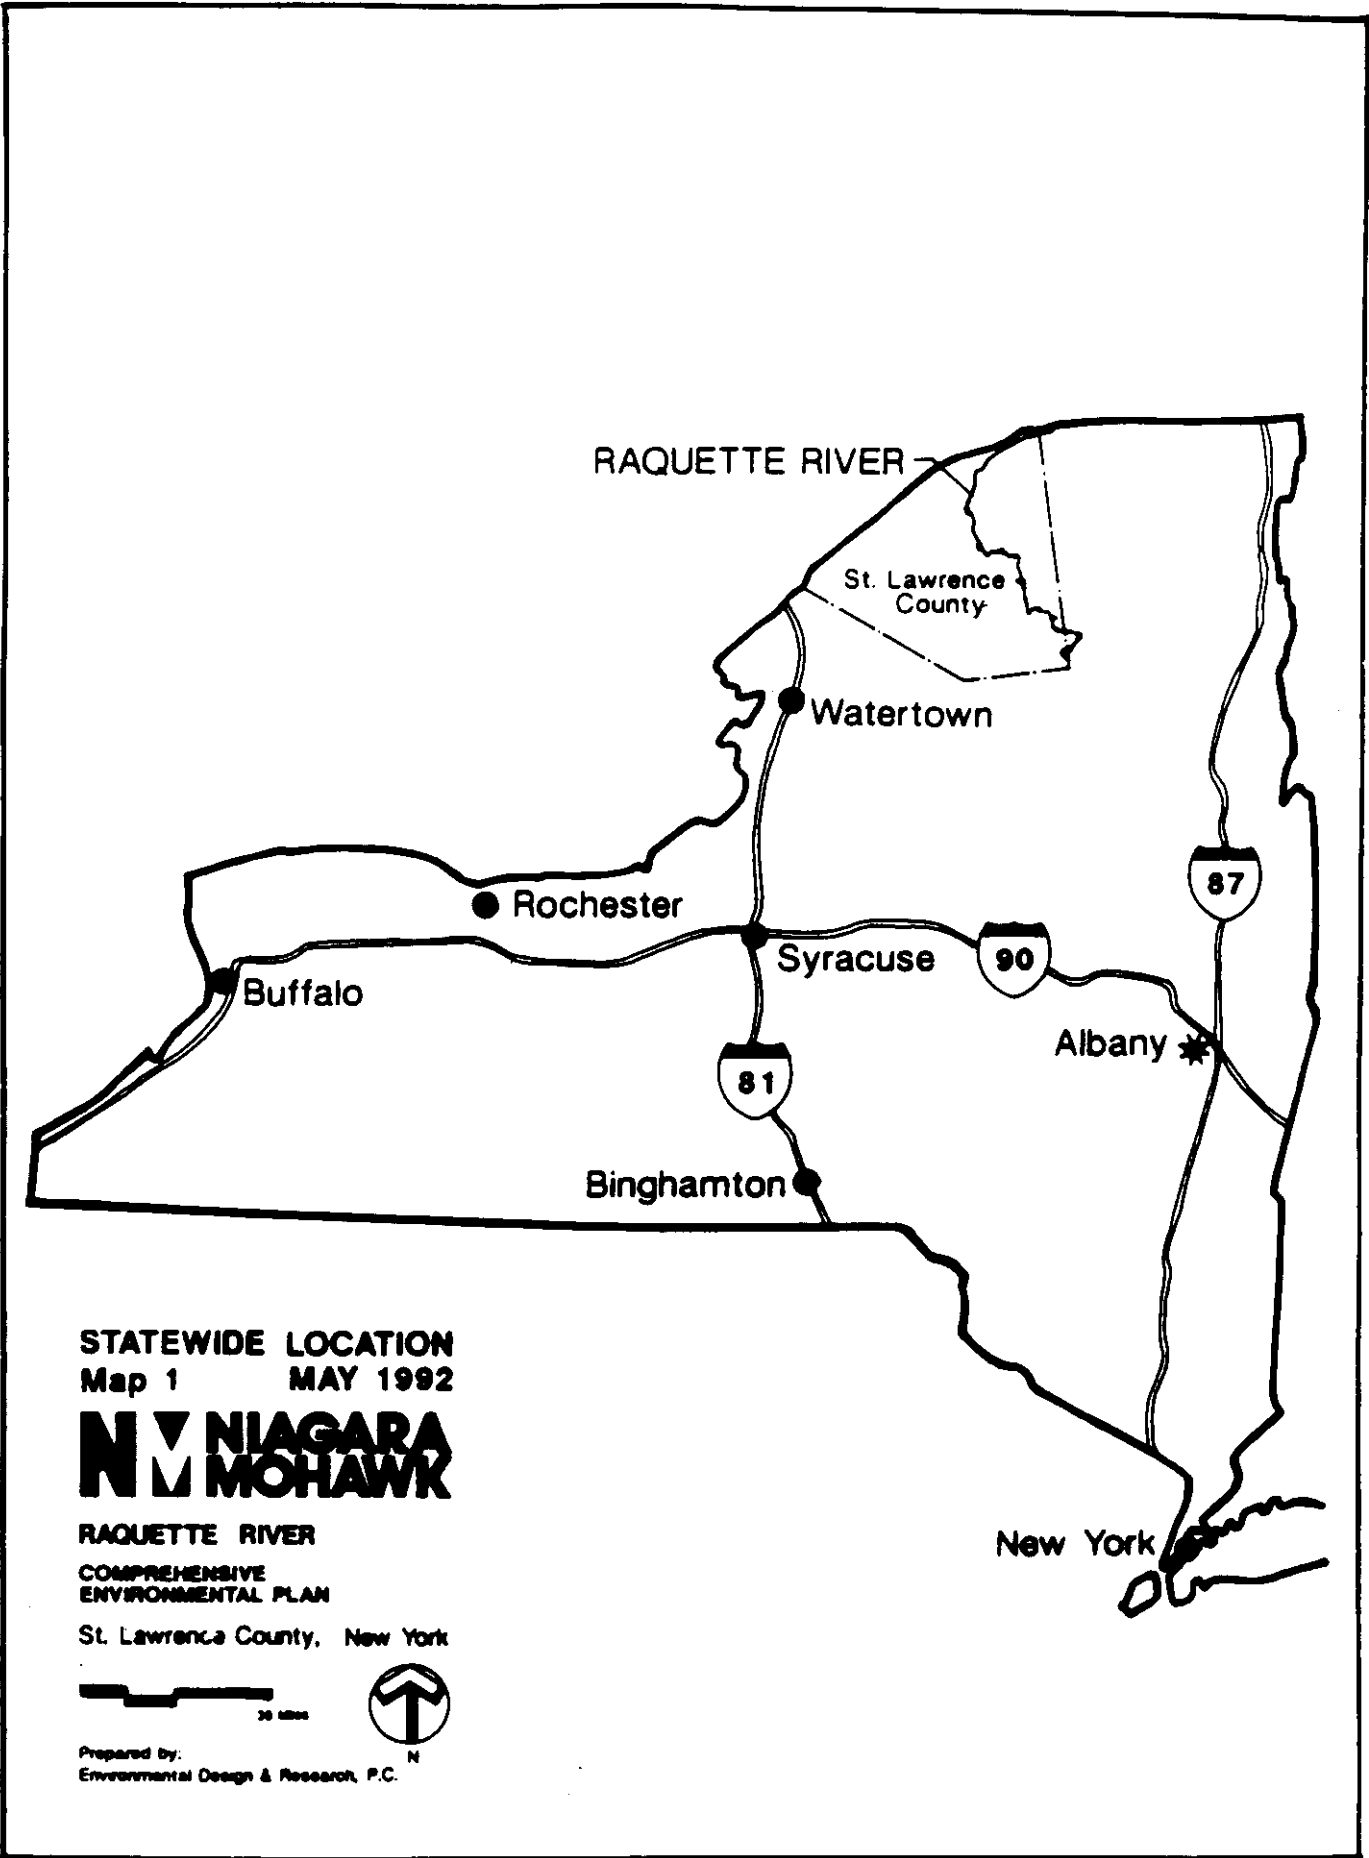 RAQUETTE RIVER
St. Lawrence
County
Watertown
87
Rochester
Syracuse
90
Buffalo
Albany
81
Binghamton
STATEWIDE LOCATION
Map 1 MAY 1992
NM NIAGARA
MOHAWK
RAQUETTE RIVER
COMPREHENSIVE
ENVIRONMENTAL PLAN
New York
St. Lawrence County, New York
Miles
N
Prepared by:
Environmental Design & Research, P.C.